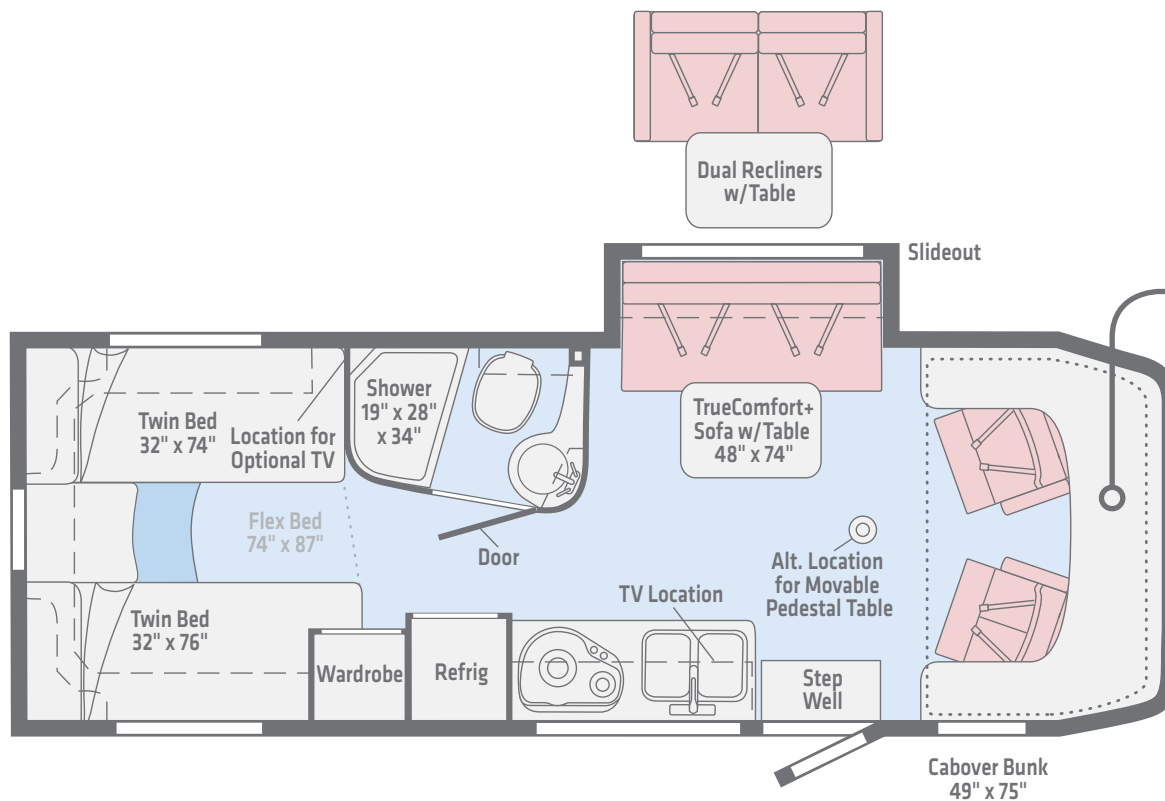 Dual Recliners
w/Table
Slideout
Shower
19" x 28"
x 34"
Twin Bed
32" x 74"
Location for
Optional TV
TrueComfort+
Sofa w/Table
48" x 74"
Flex Bed
74" x 87"
Door
Alt. Location
for Movable
Pedestal Table
TV Location
Twin Bed
32" x 76"
Wardrobe
Refrig
Step
Well
Cabover Bunk
49" x 75"